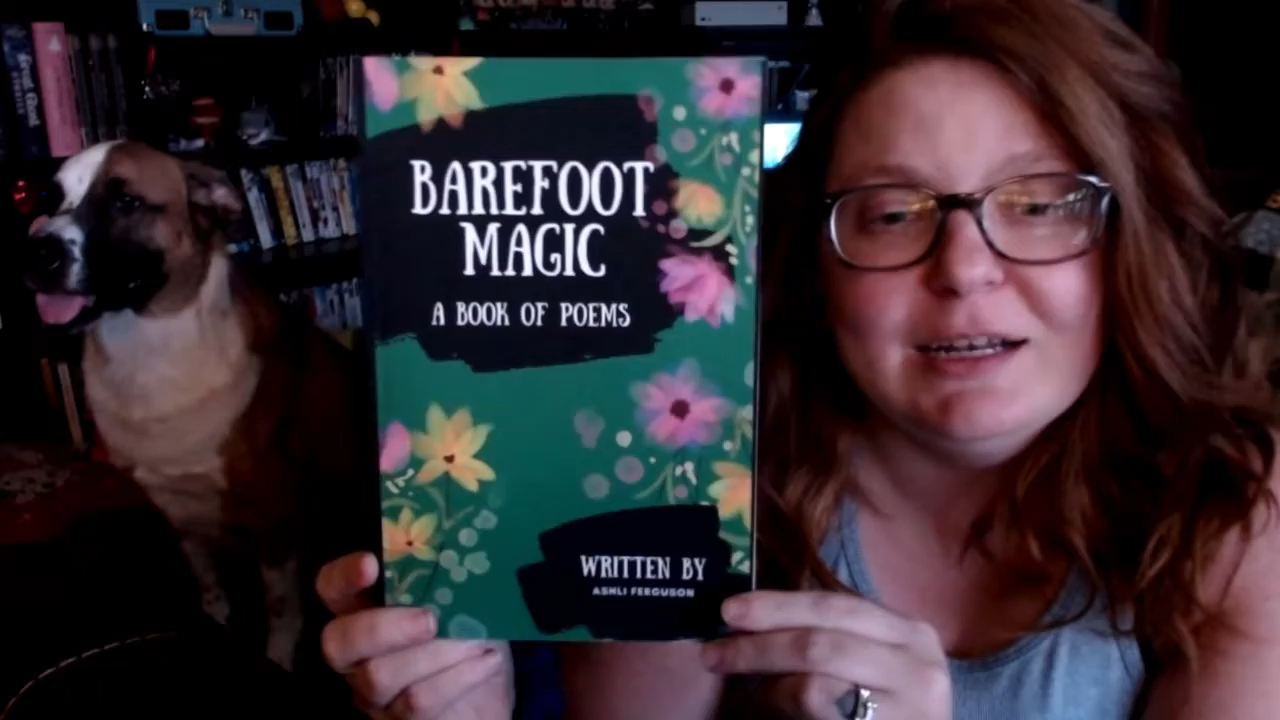 BAREFOOT
MAGIC
A BOOK OF POEMS
WRITTEN BY
ASHLI FERGUSON